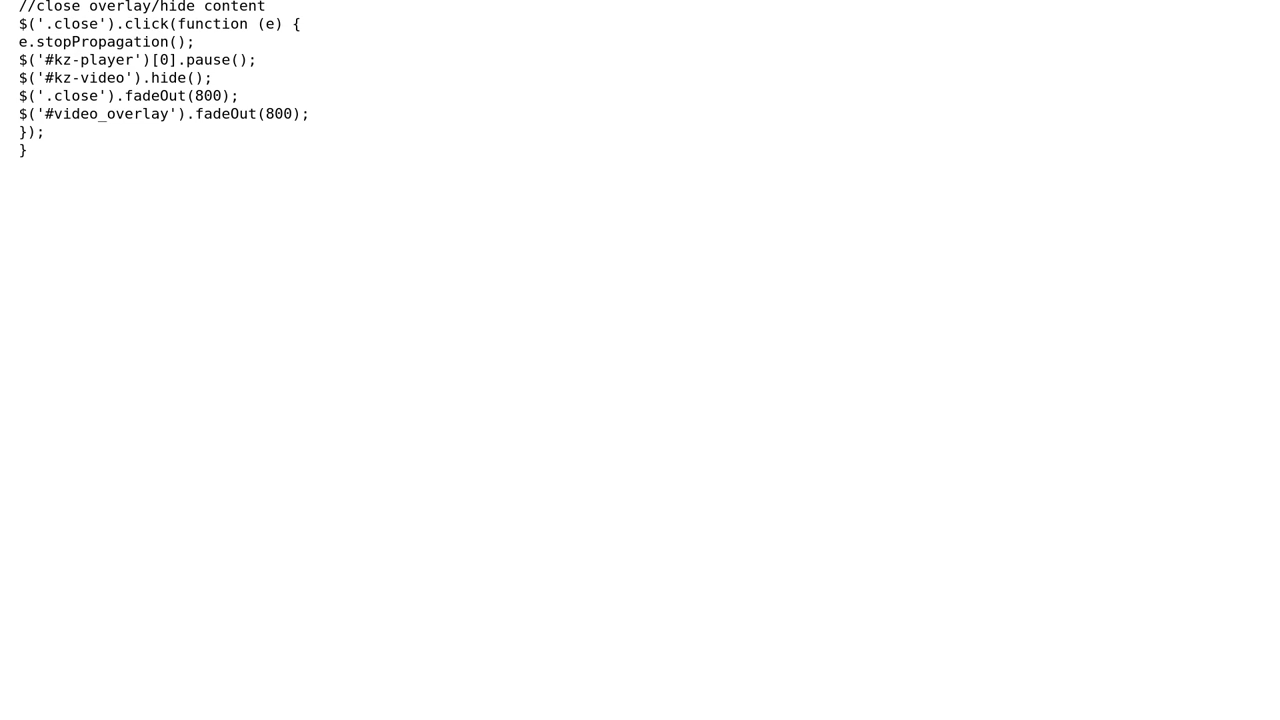 //close overlay/hide content
$('.close').click(function (e) {
e.stopPropagation();
$('#kz-player')[0].pause();
$('#kz-video').hide();
$('.close').fadeOut(800);
$('#video_overlay').fadeOut(800);
});
}